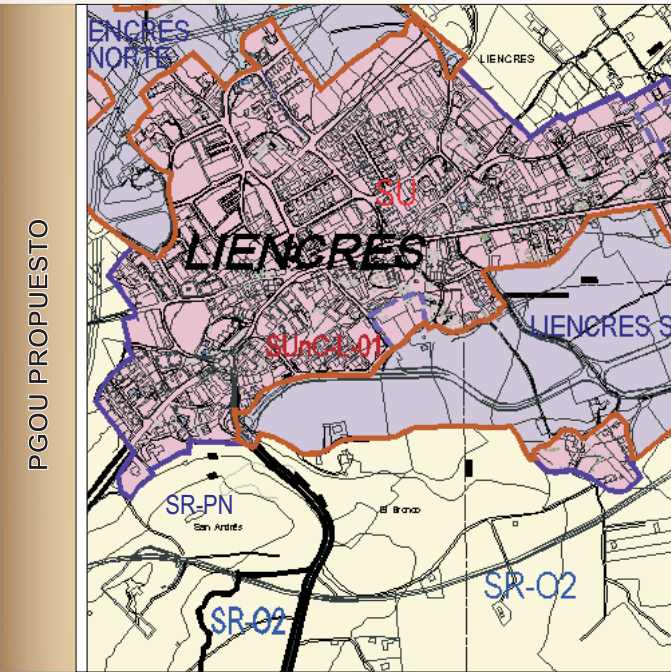 PGOU PROPUESTO
ENCRES
NORTE
LIENCRES
SU
LIENCRES
LIENCRES S
SUnC-L-01
SR-PN
San Andrés
El Bronco
SR-O2
SR-O2